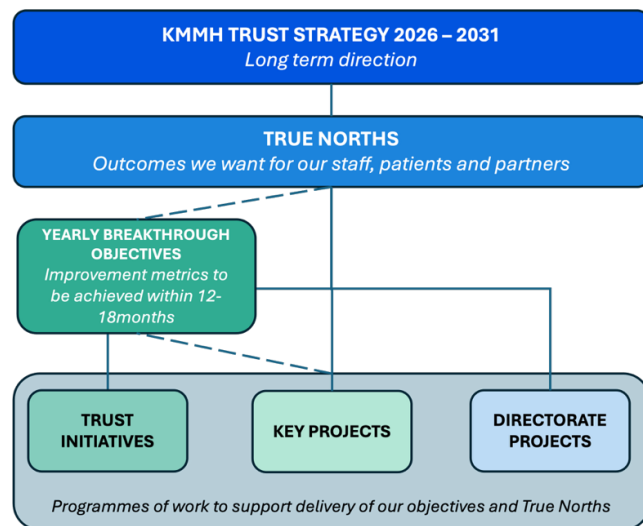 KMMH TRUST STRATEGY 2026 – 2031
Long term direction
TRUE NORTHS
Outcomes we want for our staff, patients and partners
YEARLY BREAKTHROUGH
OBJECTIVES
Improvement metrics to
be achieved within 12-
18months
TRUST
INITIATIVES
KEY PROJECTS
DIRECTORATE
PROJECTS
Programmes of work to support delivery of our objectives and True Norths